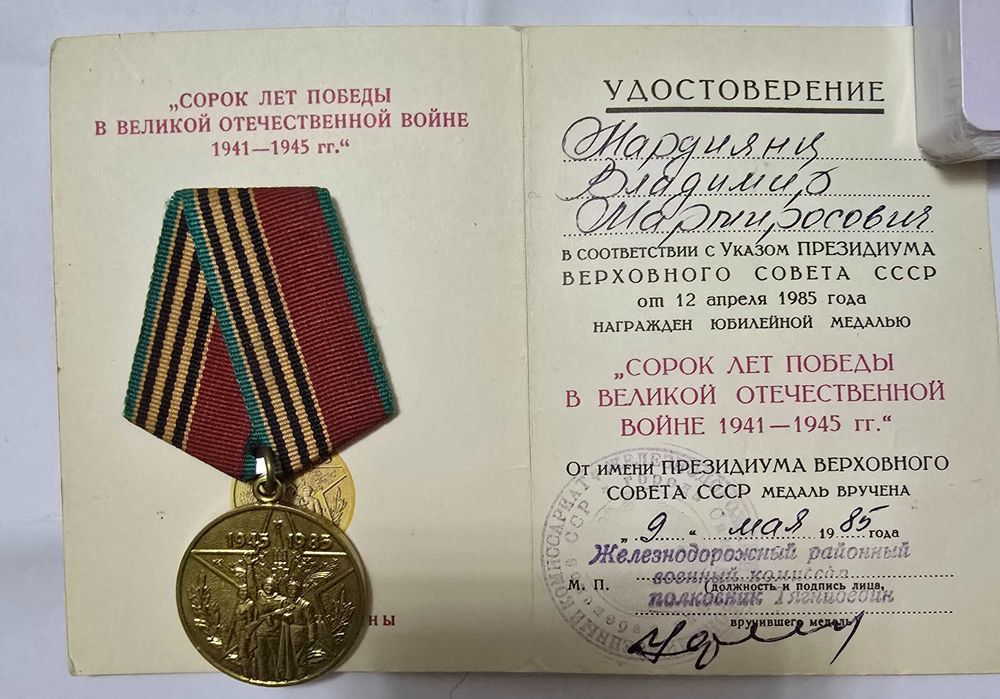 „СОРОК ЛЕТ ПОБЕДЫ
В ВЕЛИКОЙ ОТЕЧЕСТВЕННОЙ ВОЙНЕ
1941—1945 гг.“
1945 1985
НЫ
УДОСТОВЕРЕНИЕ
Мардиянц
Владимир
Мартиросович
В СООТВЕТСТВИИ С УКАЗОМ ПРЕЗИДИУМА
ВЕРХОВНОГО СОВЕТА СССР
от 12 апреля 1985 года
НАГРАЖДЕН ЮБИЛЕЙНОЙ МЕДАЛЬЮ
„СОРОК ЛЕТ ПОБЕДЫ
В ВЕЛИКОЙ ОТЕЧЕСТВЕННОЙ
ВОЙНЕ 1941—1945 гг.“
ОТ ИМЕНИ ПРЕЗИДИУМА ВЕРХОВНОГО
СОВЕТА СССР МЕДАЛЬ ВРУЧЕНА
„9“ мая 1985 года
Железнодорожный районный
военный комиссар
М. П. (должность и подпись лица,
полковник
вручившего медаль)